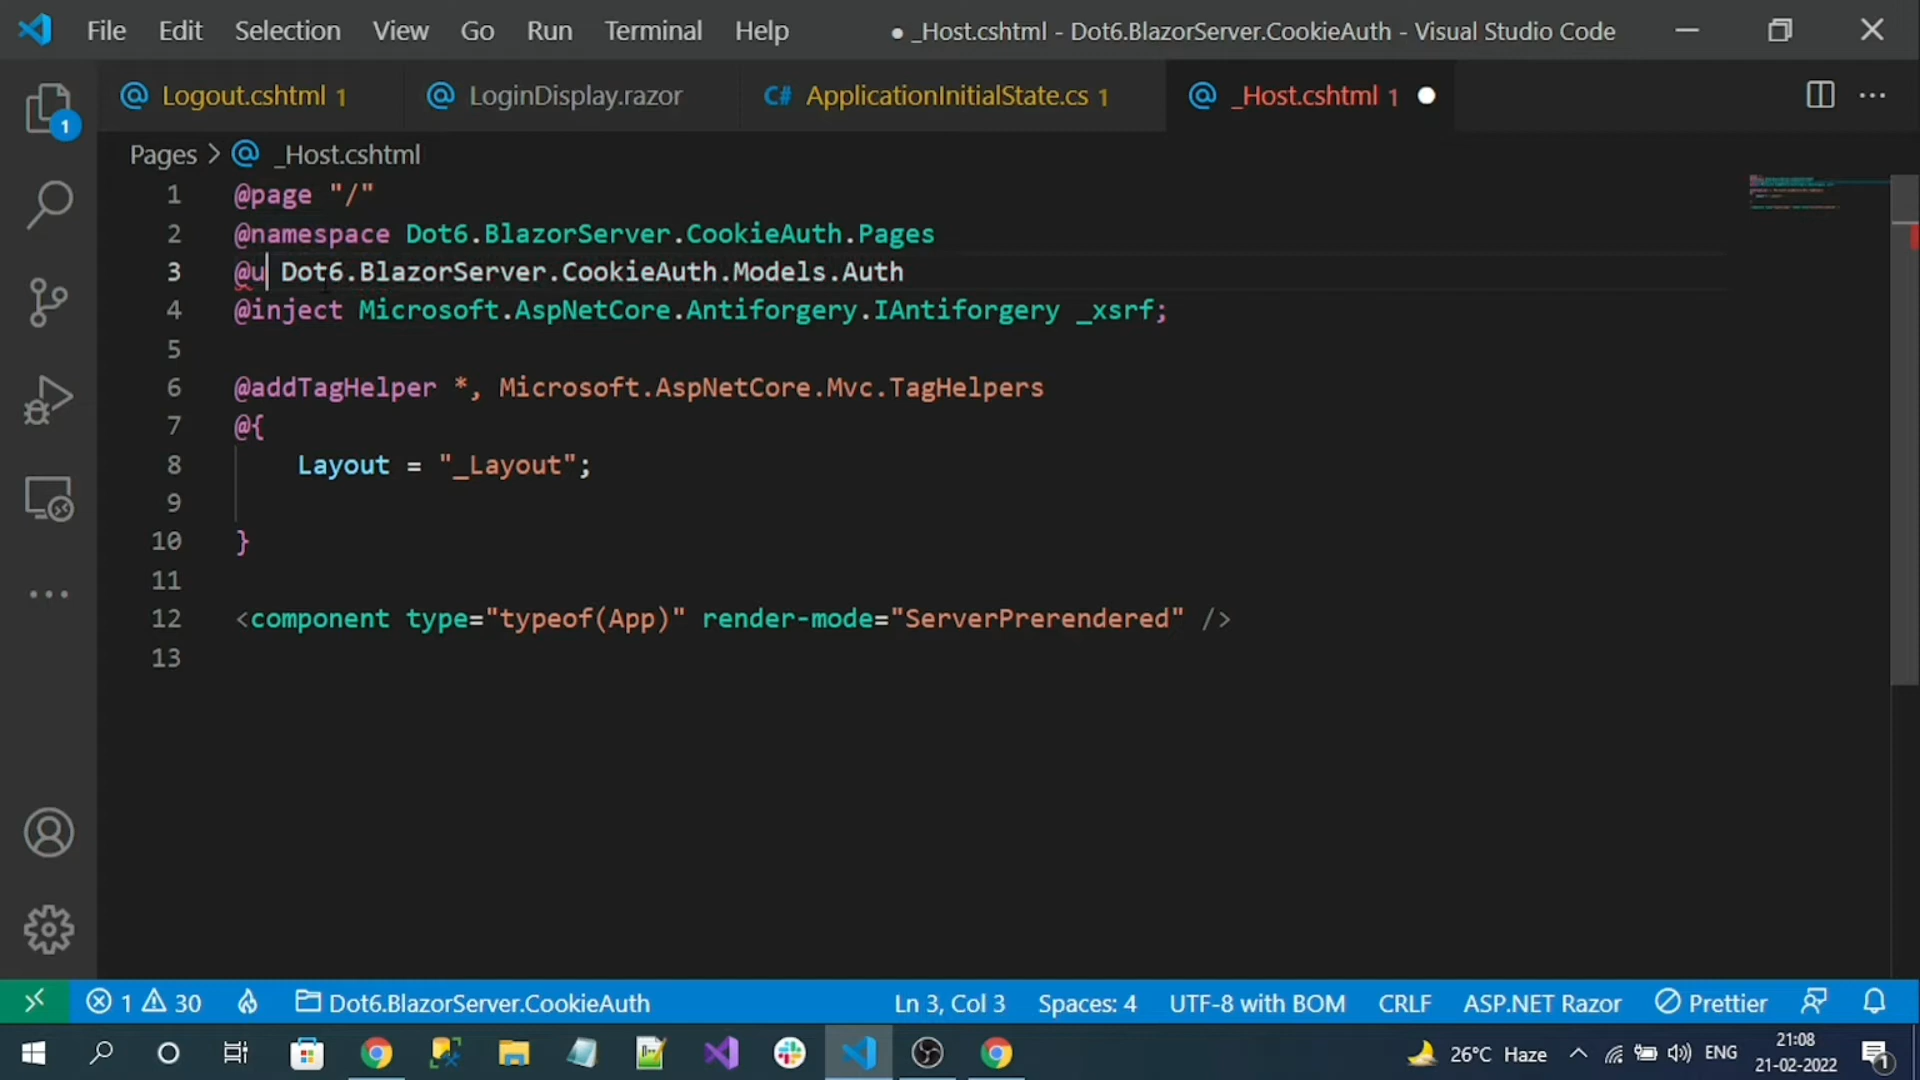 File Edit Selection View Go Run Terminal Help ● _Host.cshtml - Dot6.BlazorServer.CookieAuth - Visual Studio Code
Logout.cshtml 1 LoginDisplay.razor C# ApplicationInitialState.cs 1 _Host.cshtml 1
1
Pages > _Host.cshtml
1 @page "/"
2 @namespace Dot6.BlazorServer.CookieAuth.Pages
3 @u Dot6.BlazorServer.CookieAuth.Models.Auth
4 @inject Microsoft.AspNetCore.Antiforgery.IAntiforgery _xsrf;
5
6 @addTagHelper *, Microsoft.AspNetCore.Mvc.TagHelpers
7 @{
8 Layout = "_Layout";
9
10 }
11
12 <component type="typeof(App)" render-mode="ServerPrerendered" />
13
1 30 Dot6.BlazorServer.CookieAuth Ln 3, Col 3 Spaces: 4 UTF-8 with BOM CRLF ASP.NET Razor Prettier
26°C Haze ENG 21:08
21-02-2022 1